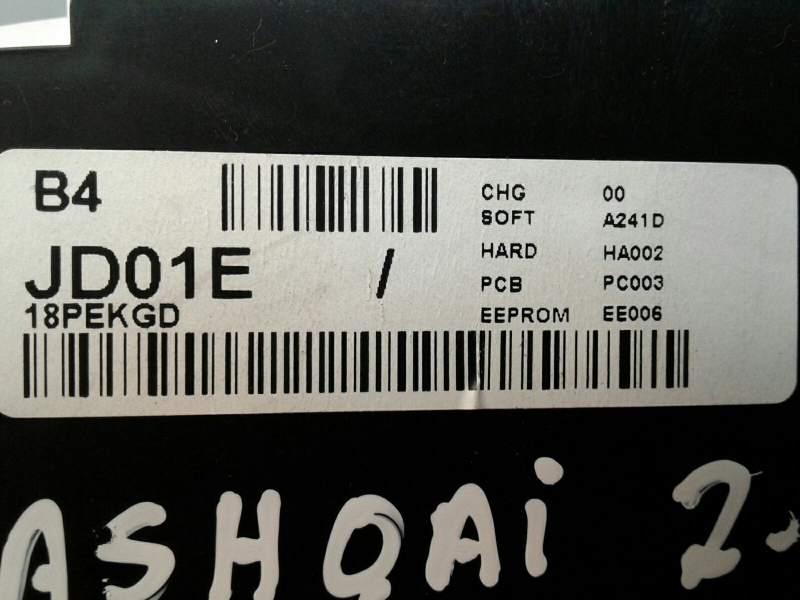 B4
CHG 00
SOFT A241D
JD01E /
HARD HA002
PCB PC003
18PEKGD
EEPROM EE006
ASHQAi 2.